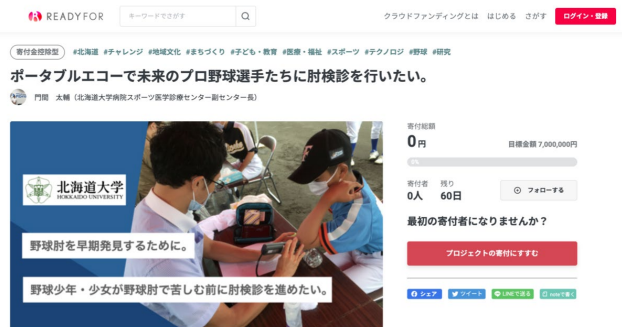 READYFOR
キーワードでさがす
クラウドファンディングとは はじめる さがす ログイン・登録
寄付金控除型 #北海道 #チャレンジ #地域文化 #まちづくり #子ども・教育 #医療・福祉 #スポーツ #テクノロジ #野球 #研究
ポータブルエコーで未来のプロ野球選手たちに肘検診を行いたい。
門間 太輔（北海道大学病院スポーツ医学診療センター副センター長）
北海道大学
HOKKAIDO UNIVERSITY
野球肘を早期発見するために。
野球少年・少女が野球肘で苦しむ前に肘検診を進めたい。
寄付総額
0円
目標金額 7,000,000円
0%
寄付者 残り
0人 60日
フォローする
最初の寄付者になりませんか？
プロジェクトの寄付にすすむ
シェア ツイート LINEで送る noteで書く